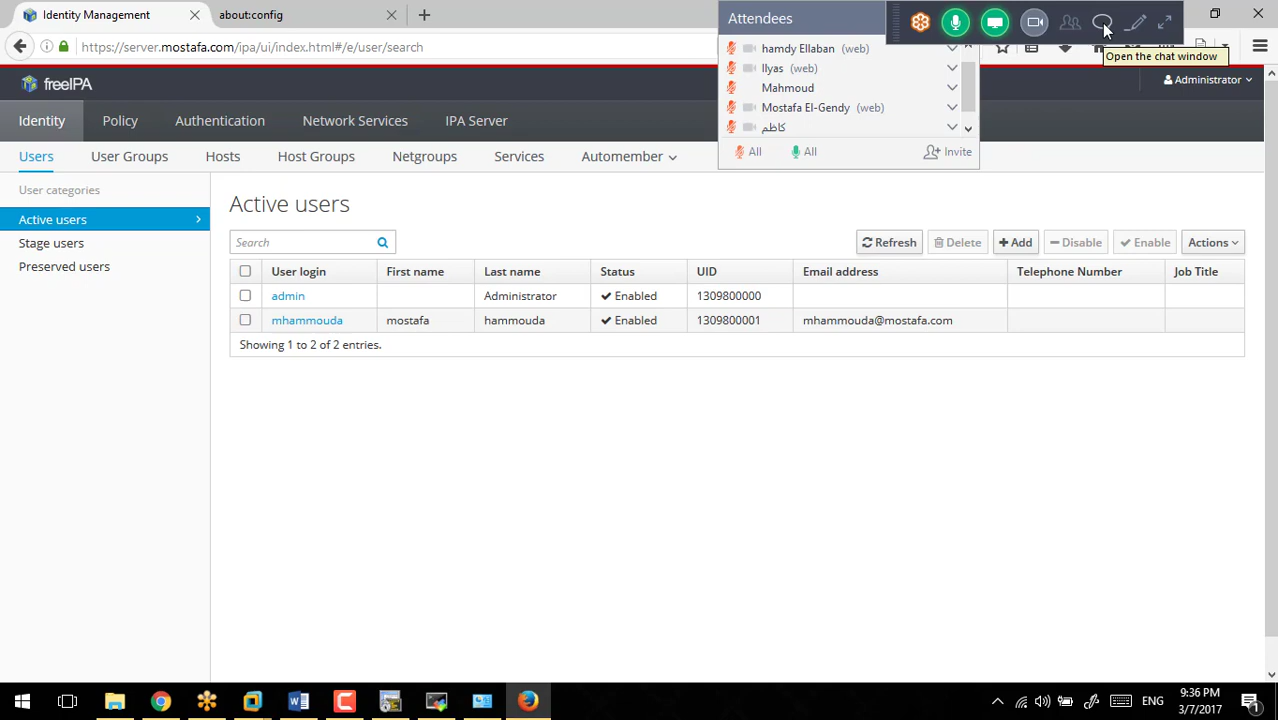 Identity Management
about:config
https://server.mostafa.com/ipa/ui/index.html#/e/user/search
Attendees
hamdy Ellaban (web)
Ilyas (web)
Mahmoud
Mostafa El-Gendy (web)
كاظم
All All Invite
Open the chat window
freeIPA
Administrator
Identity Policy Authentication Network Services IPA Server
Users User Groups Hosts Host Groups Netgroups Services Automember
User categories
Active users
Stage users
Preserved users
Active users
Search
Refresh Delete Add Disable Enable Actions
User login First name Last name Status UID Email address Telephone Number Job Title
admin Administrator Enabled 1309800000
mhammouda mostafa hammouda Enabled 1309800001 mhammouda@mostafa.com
Showing 1 to 2 of 2 entries.
ENG
9:36 PM
3/7/2017
1